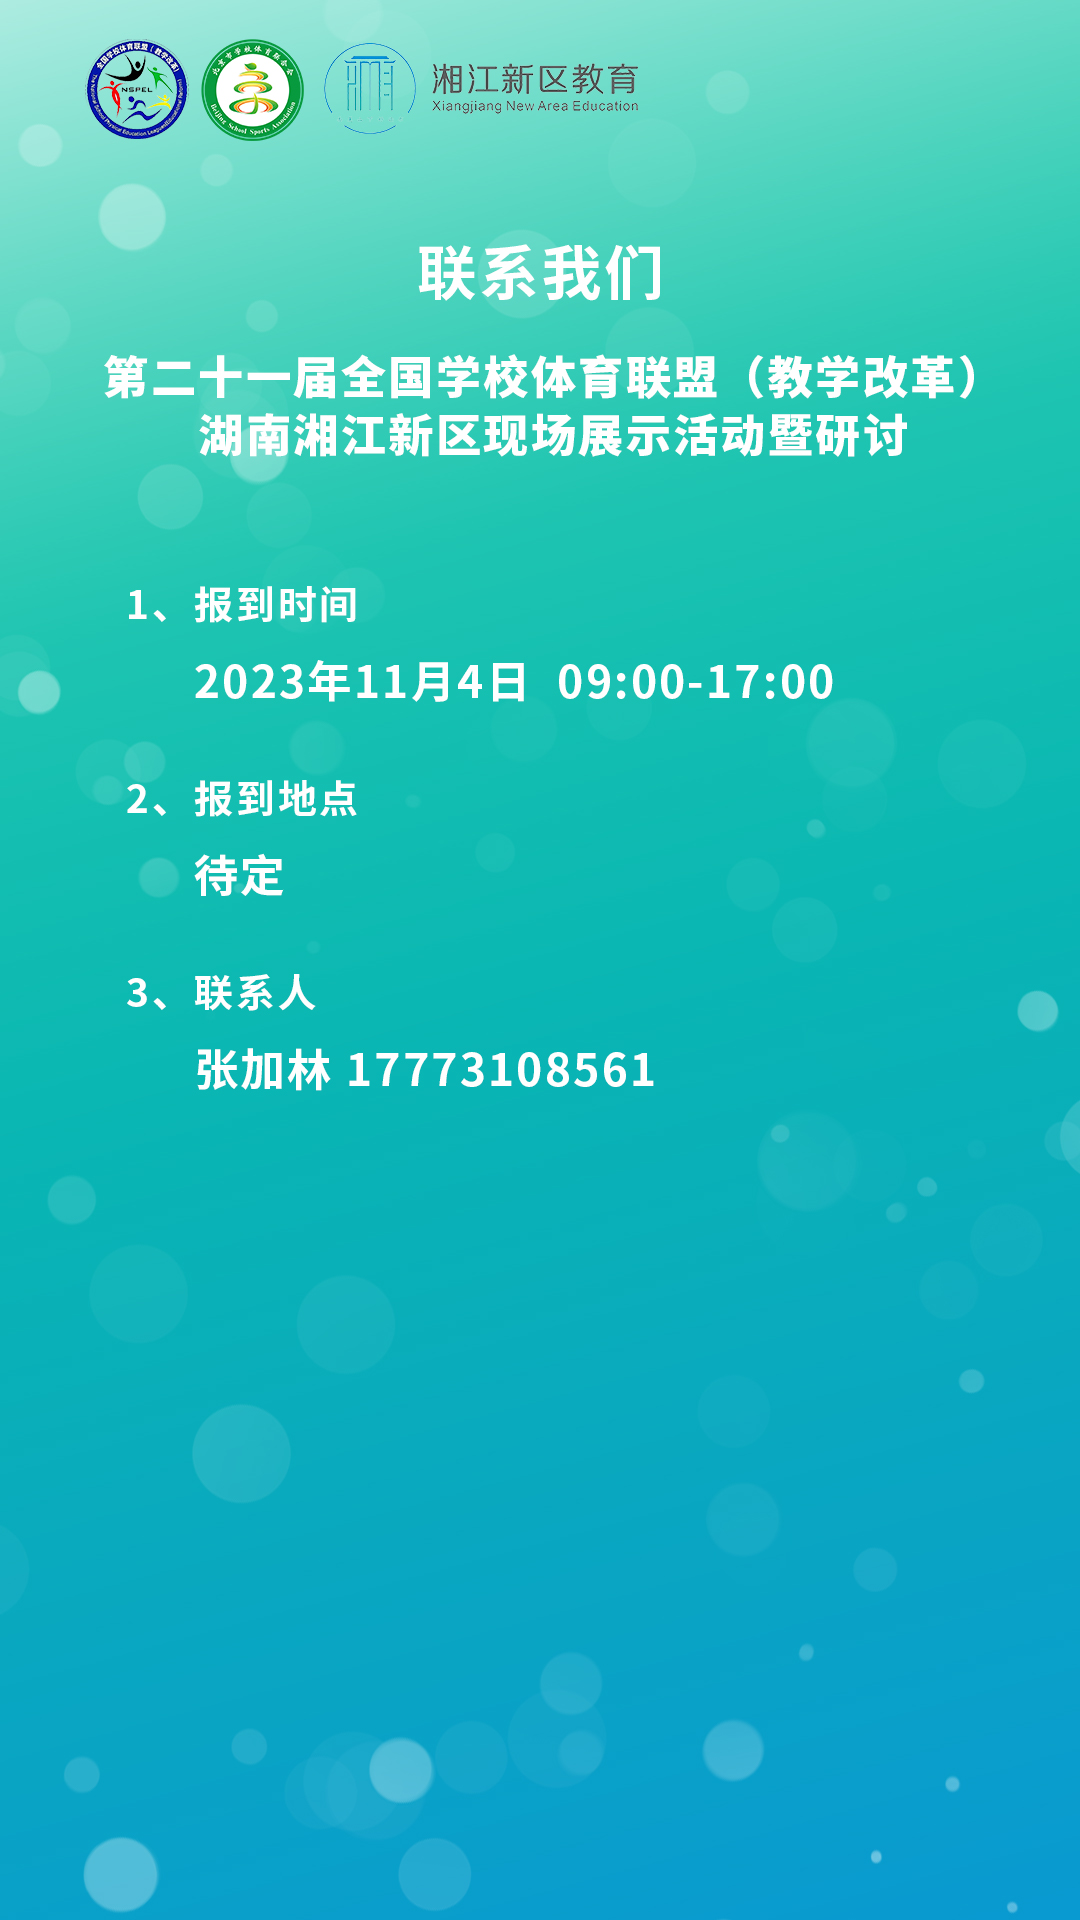 全国学校体育联盟(教学改革)
NSPEL
北京市学校体育联合会
Beijing School Sports Association
湘江新区教育
Xiangjiang New Area Education
联系我们
第二十一届全国学校体育联盟（教学改革）
湖南湘江新区现场展示活动暨研讨
1、报到时间
2023年11月4日 09:00-17:00
2、报到地点
待定
3、联系人
张加林 17773108561